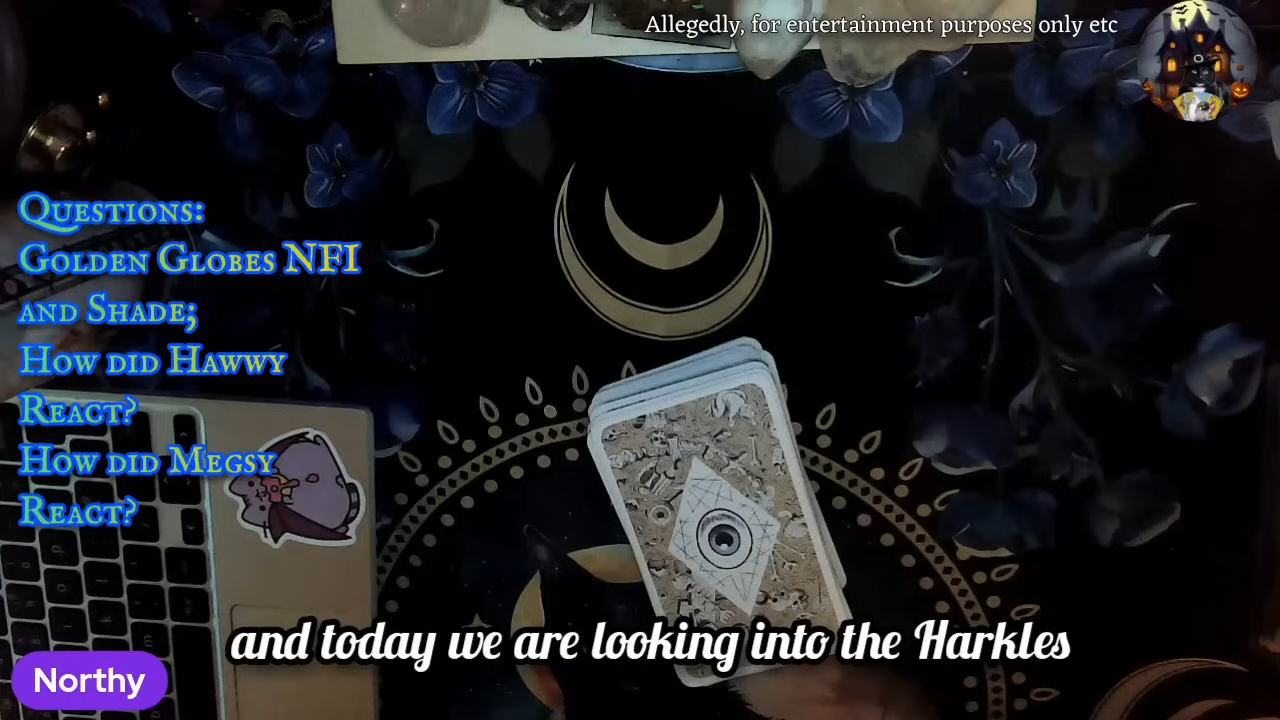 Allegedly, for entertainment purposes only etc
Questions:
Golden Globes NFI
and Shade;
How did Hawwy
React?
How did Megsy
React?
and today we are looking into the Harkles
Northy